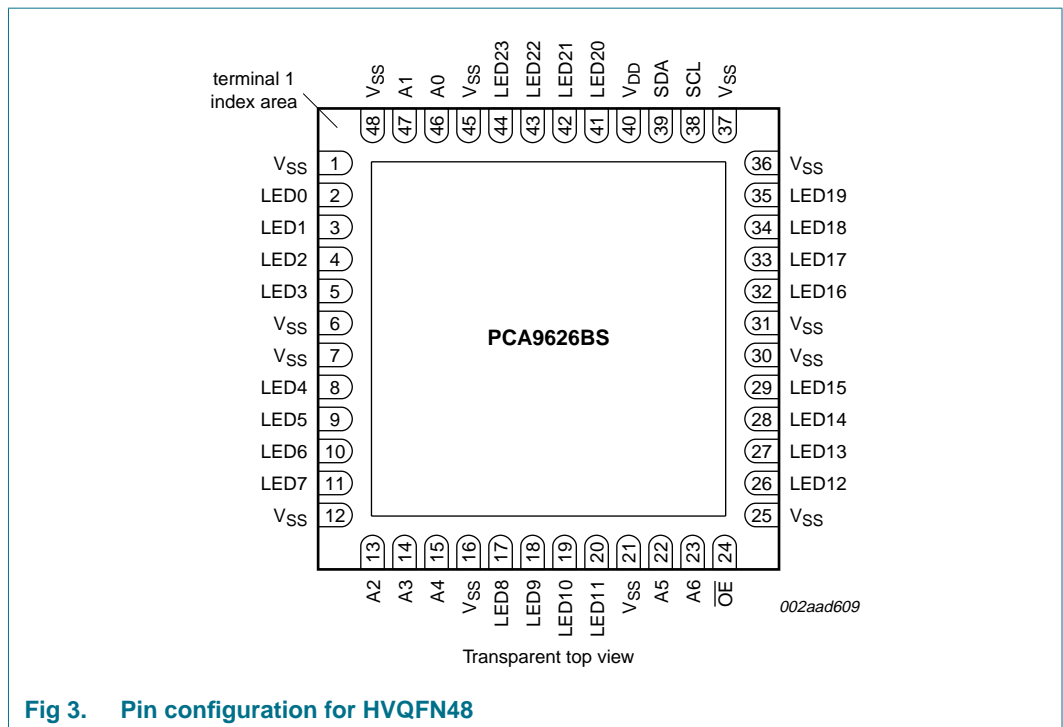 terminal 1
index area
VSS
A1
A0
VSS
LED23
LED22
LED21
LED20
VDD
SDA
SCL
VSS
48
47
46
45
44
43
42
41
40
39
38
37
VSS 1
LED0 2
LED1 3
LED2 4
LED3 5
VSS 6
VSS 7
LED4 8
LED5 9
LED6 10
LED7 11
VSS 12
PCA9626BS
36 VSS
35 LED19
34 LED18
33 LED17
32 LED16
31 VSS
30 VSS
29 LED15
28 LED14
27 LED13
26 LED12
25 VSS
13
14
15
16
17
18
19
20
21
22
23
24
A2
A3
A4
VSS
LED8
LED9
LED10
LED11
VSS
A5
A6
O̅E̅
002aad609
Transparent top view
Fig 3. Pin configuration for HVQFN48